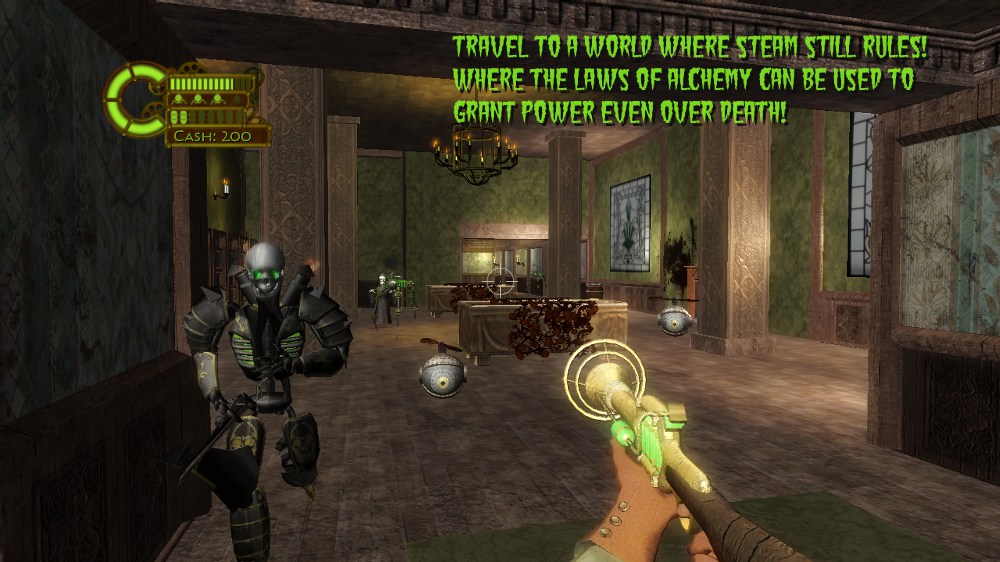 TRAVEL TO A WORLD WHERE STEAM STILL RULES!
WHERE THE LAWS OF ALCHEMY CAN BE USED TO
GRANT POWER EVEN OVER DEATH!
CASH: 200